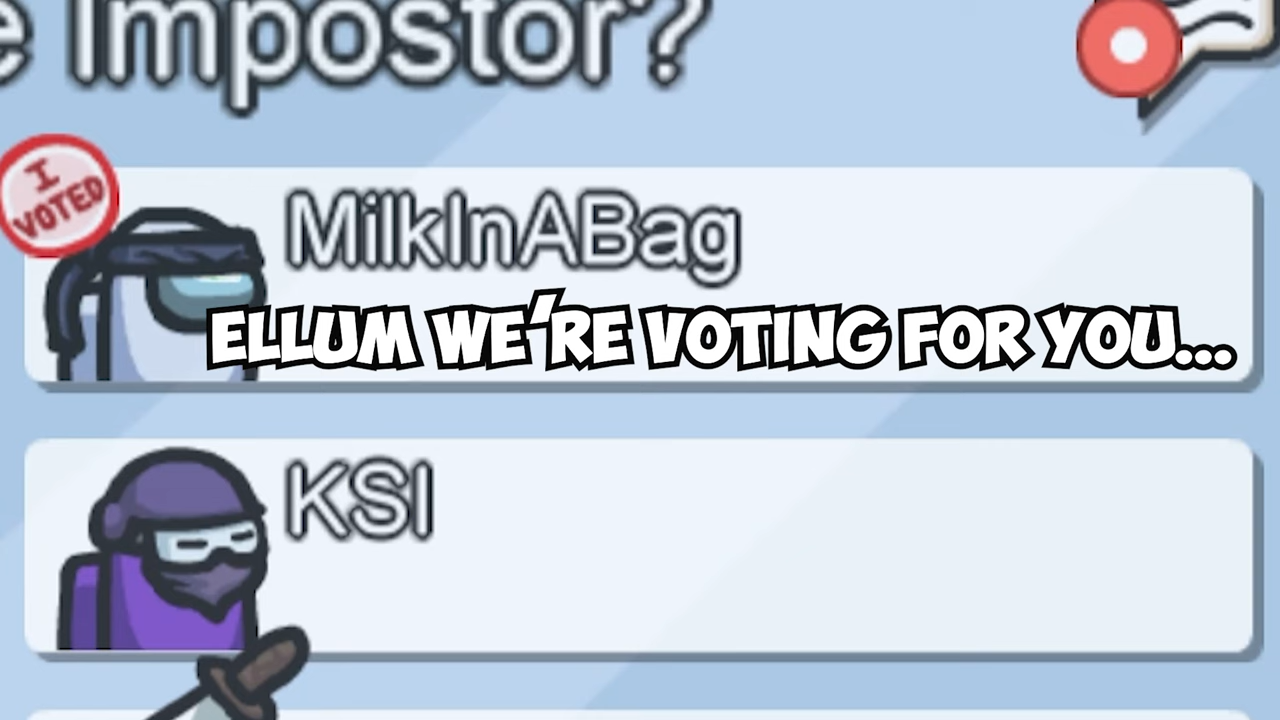 e Impostor?
I
VOTED
MilkInABag
ELLUM WE'RE VOTING FOR YOU...
KSI